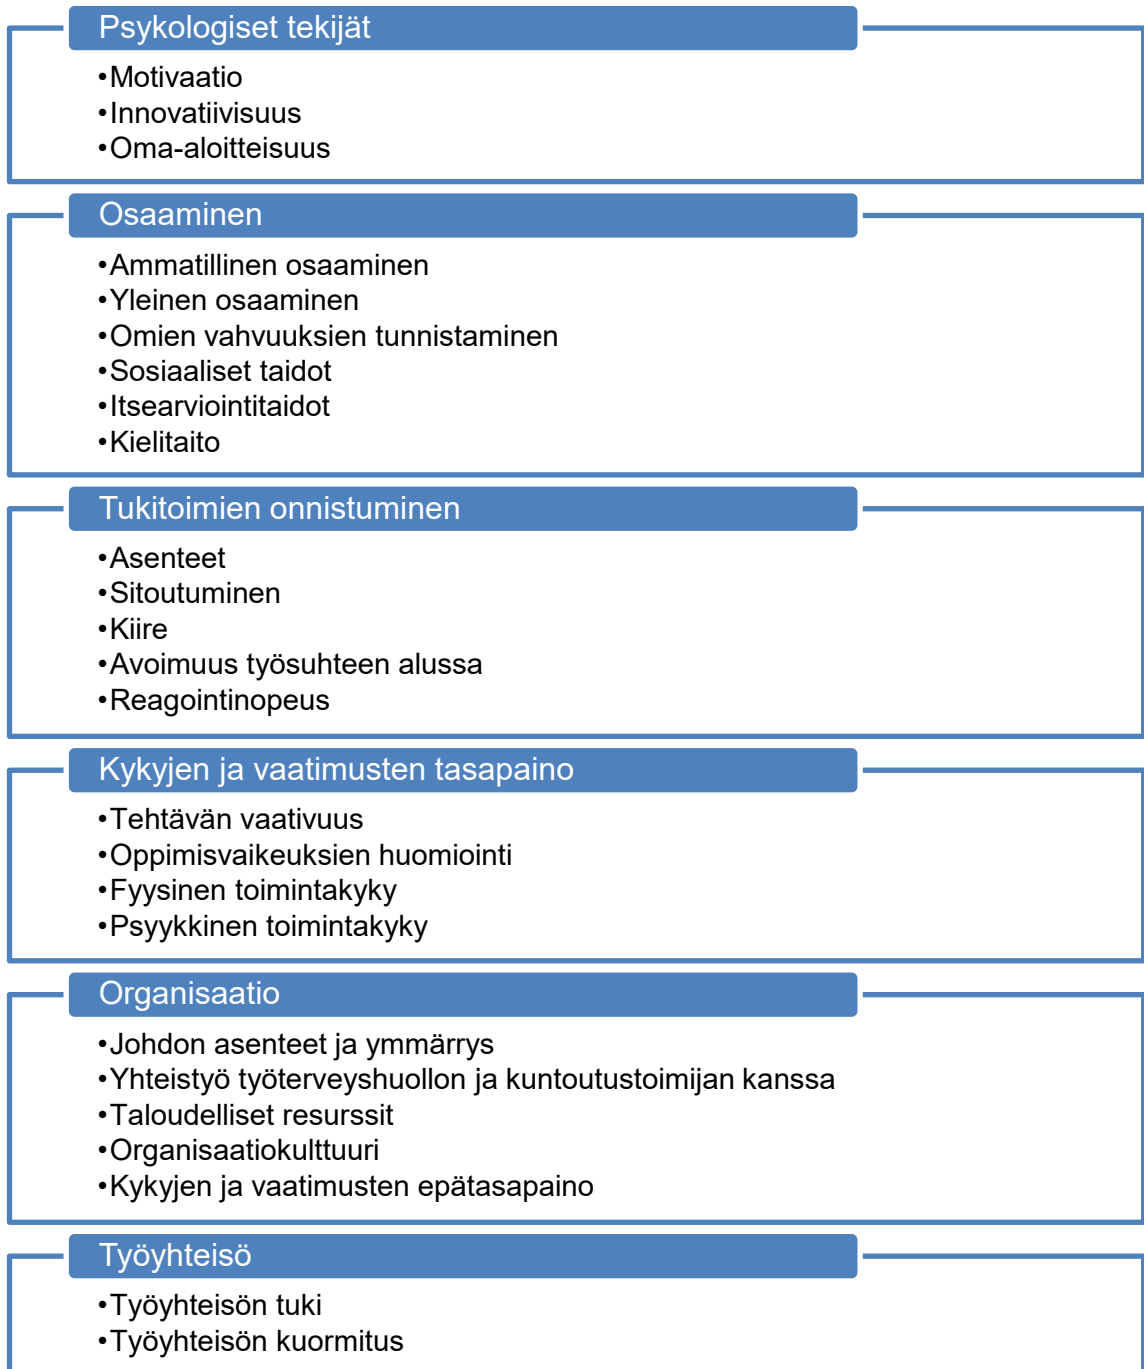 Psykologiset tekijät
•Motivaatio
•Innovatiivisuus
•Oma-aloitteisuus
Osaaminen
•Ammatillinen osaaminen
•Yleinen osaaminen
•Omien vahvuuksien tunnistaminen
•Sosiaaliset taidot
•Itsearviointitaidot
•Kielitaito
Tukitoimien onnistuminen
•Asenteet
•Sitoutuminen
•Kiire
•Avoimuus työsuhteen alussa
•Reagointinopeus
Kykyjen ja vaatimusten tasapaino
•Tehtävän vaativuus
•Oppimisvaikeuksien huomiointi
•Fyysinen toimintakyky
•Psyykkinen toimintakyky
Organisaatio
•Johdon asenteet ja ymmärrys
•Yhteistyö työterveyshuollon ja kuntoutustoimijan kanssa
•Taloudelliset resurssit
•Organisaatiokulttuuri
•Kykyjen ja vaatimusten epätasapaino
Työyhteisö
•Työyhteisön tuki
•Työyhteisön kuormitus